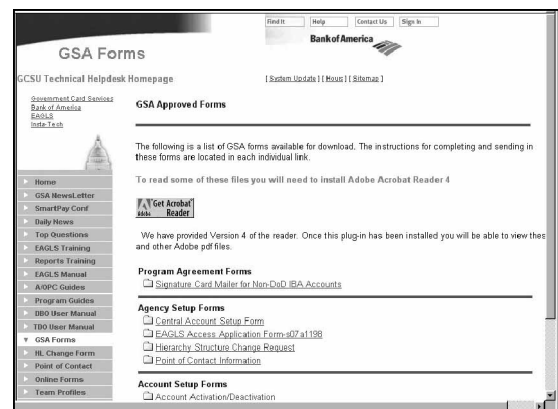 Find It
Help
Contact Us
Sign In
Bank of America
GSA Forms
GCSU Technical Helpdesk Homepage
[ System Update ] [ Hours ] [ Sitemap ]
Government Card Services
Bank of America
EAGLS
Insta-Tech
GSA Approved Forms
The following is a list of GSA forms available for download. The instructions for completing and sending in
these forms are located in each individual link.
To read some of these files you will need to install Adobe Acrobat Reader 4
Get Acrobat
Adobe Reader
We have provided Version 4 of the reader. Once this plug-in has been installed you will be able to view thes
and other Adobe pdf files.
Home
GSA NewsLetter
SmartPay Conf
Daily News
Top Questions
EAGLS Training
Reports Training
EAGLS Manual
A/OPC Guides
Program Guides
DBO User Manual
TDO User Manual
GSA Forms
HL Change Form
Point of Contact
Online Forms
Team Profiles
Program Agreement Forms
Signature Card Mailer for Non-DoD IBA Accounts
Agency Setup Forms
Central Account Setup Form
EAGLS Access Application Form-s07a1198
Hierarchy Structure Change Request
Point of Contact Information
Account Setup Forms
Account Activation/Deactivation